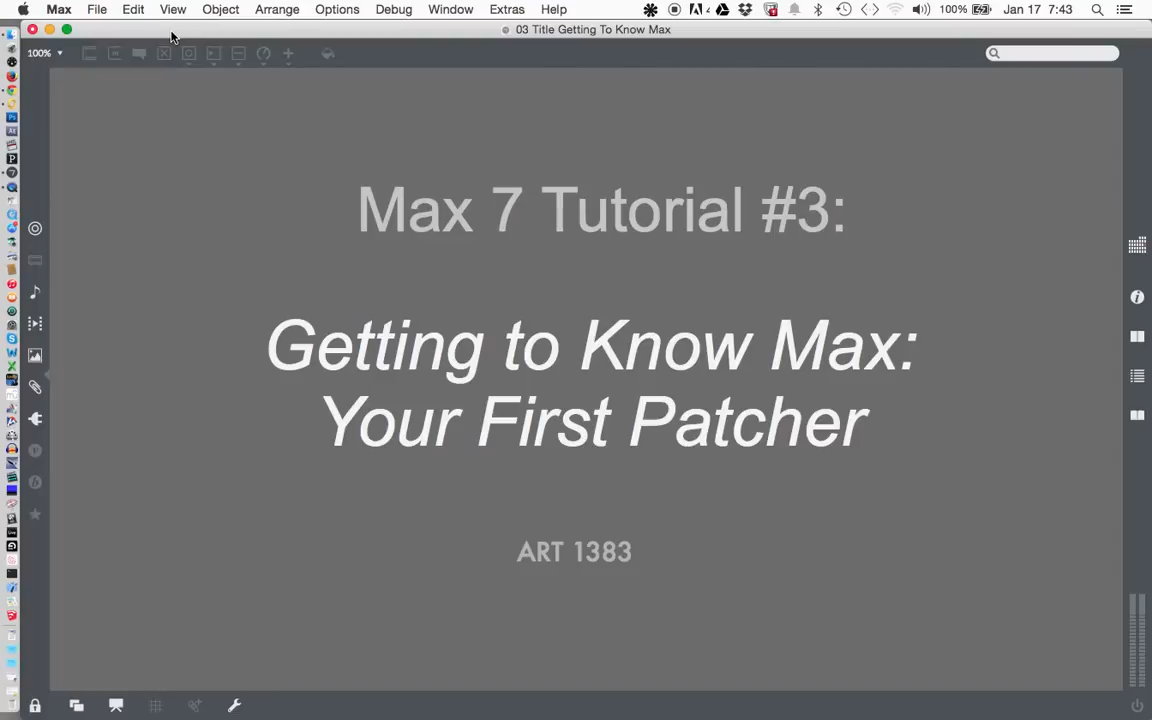 Max File Edit View Object Arrange Options Debug Window Extras Help 100% Jan 17 7:43
03 Title Getting To Know Max
100%
Max 7 Tutorial #3:
Getting to Know Max:
Your First Patcher
ART 1383